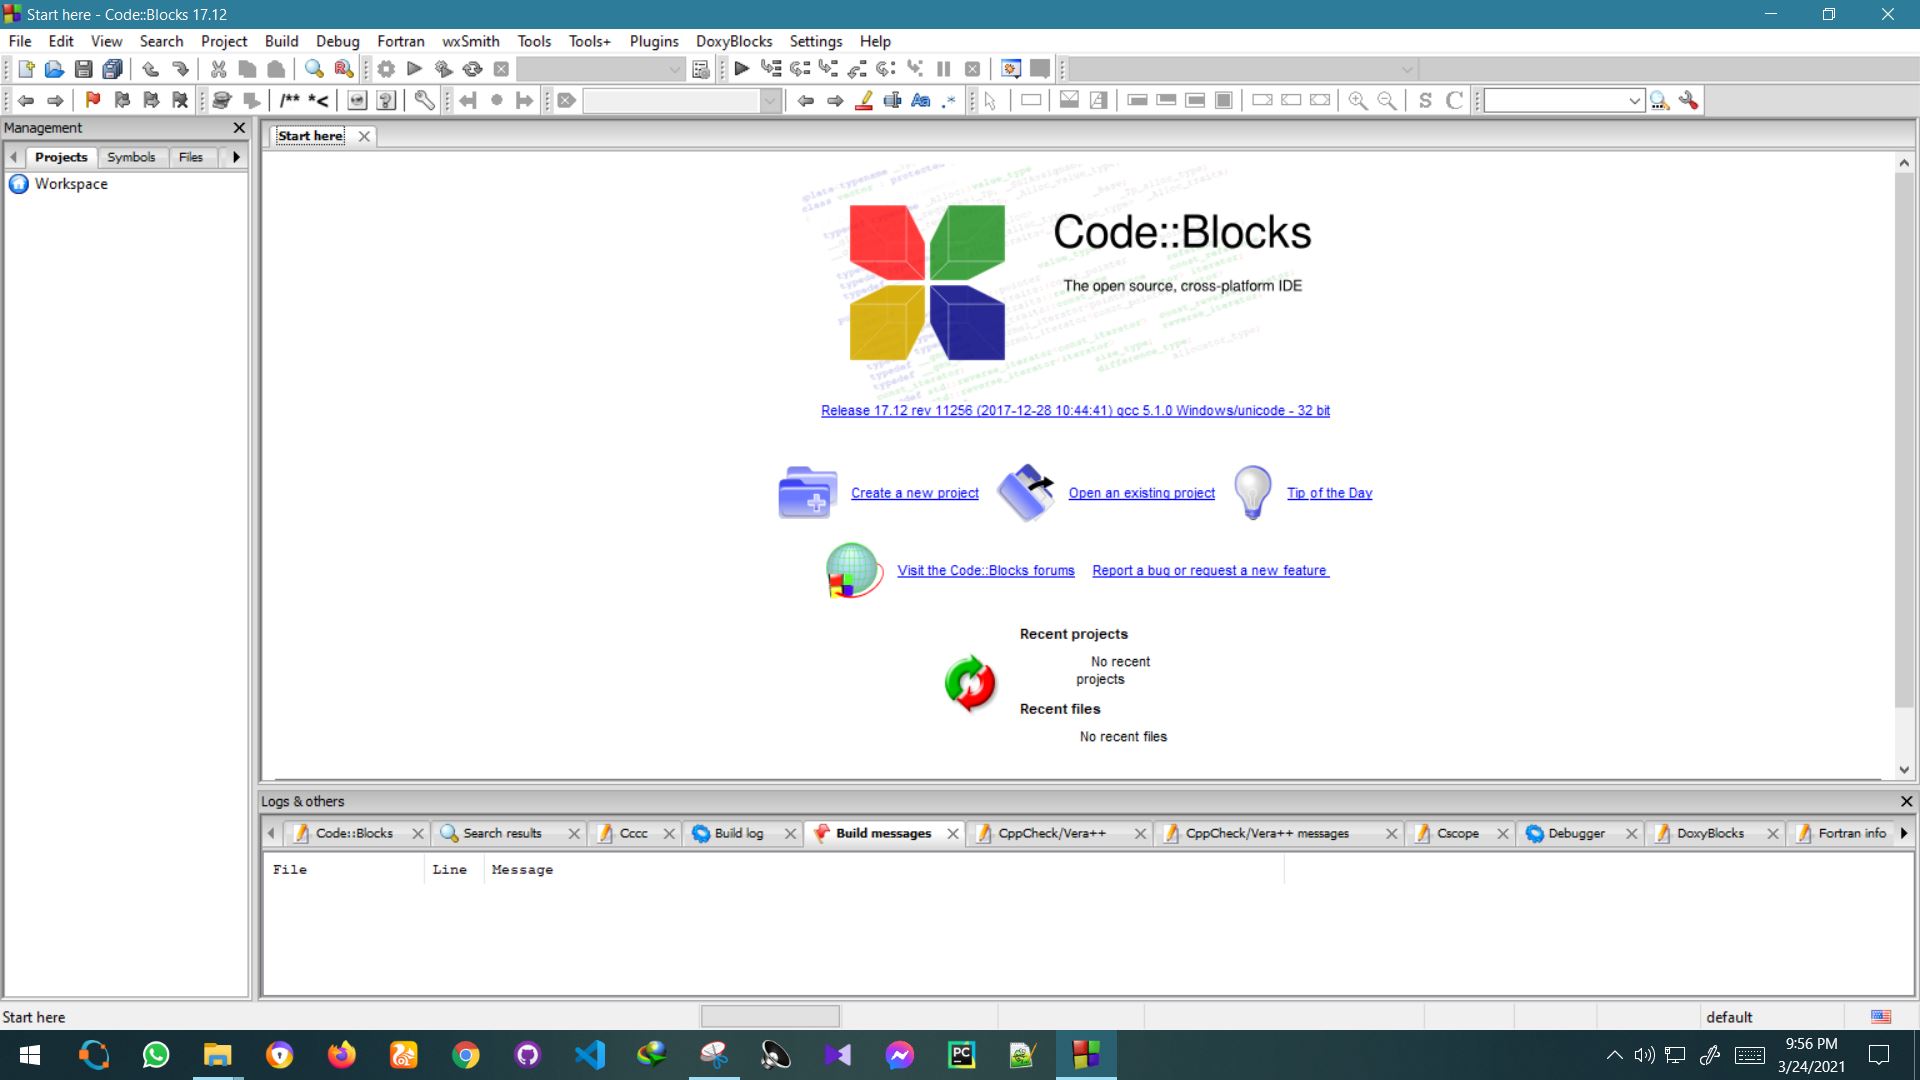 Start here - Code::Blocks 17.12
File Edit View Search Project Build Debug Fortran wxSmith Tools Tools+ Plugins DoxyBlocks Settings Help
/** *<
Aa .*
S C
Management
Projects Symbols Files
Workspace
Start here
Code::Blocks
The open source, cross-platform IDE
Release 17.12 rev 11256 (2017-12-28 10:44:41) gcc 5.1.0 Windows/unicode - 32 bit
Create a new project Open an existing project Tip of the Day
Visit the Code::Blocks forums Report a bug or request a new feature
Recent projects
No recent
projects
Recent files
No recent files
Logs & others
Code::Blocks Search results Cccc Build log Build messages CppCheck/Vera++ CppCheck/Vera++ messages Cscope Debugger DoxyBlocks Fortran info
File Line Message
Start here default
PC
9:56 PM
3/24/2021